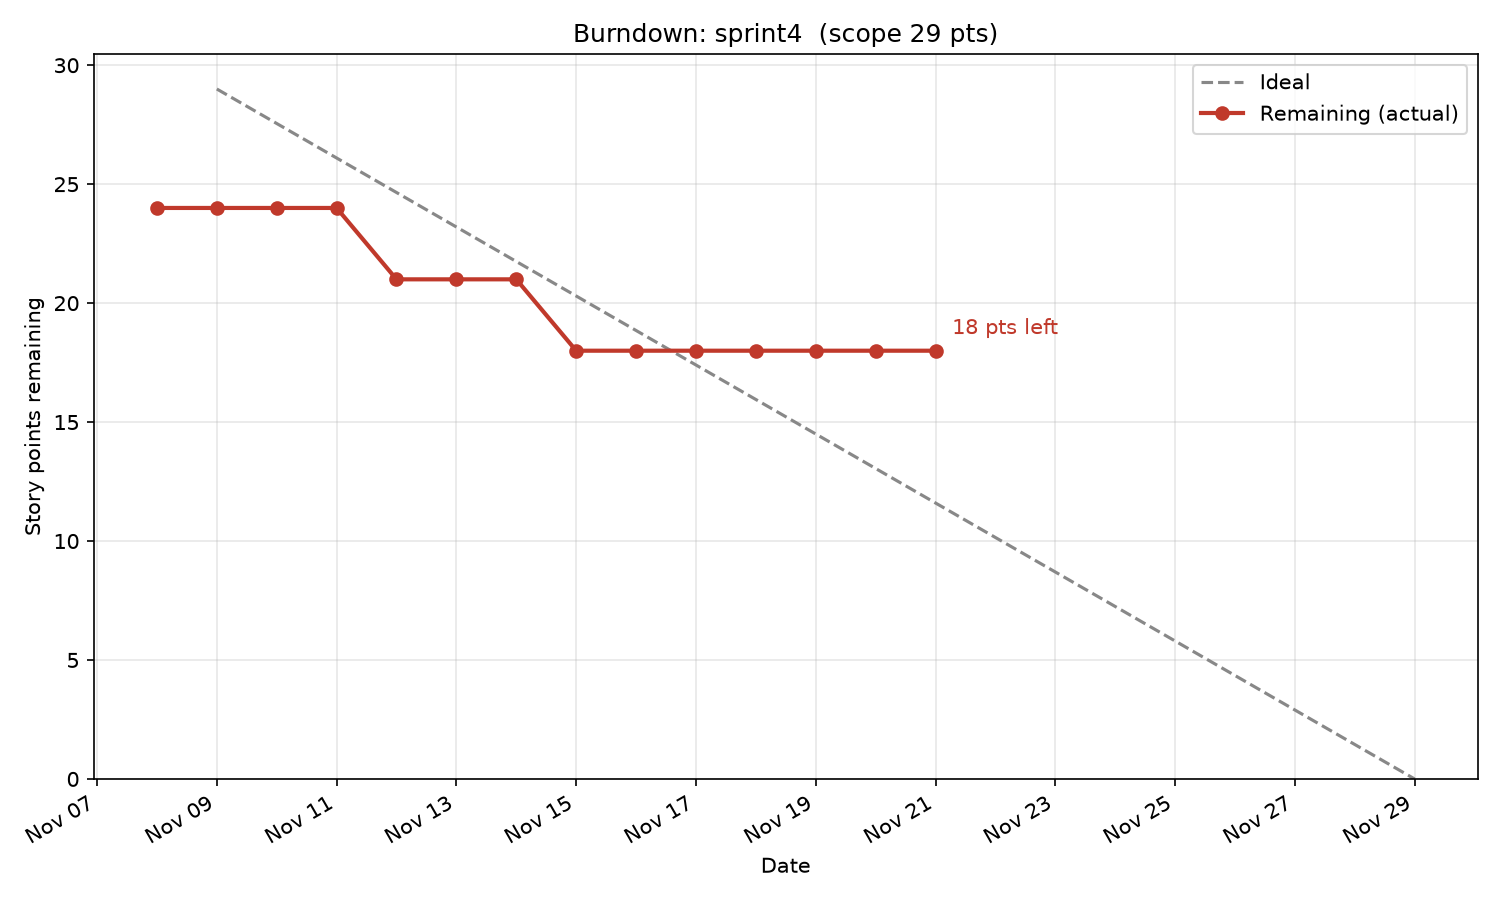 Burndown: sprint4  (scope 29 pts)
Ideal
Remaining (actual)
18 pts left
Story points remaining
30
25
20
15
10
5
0
Nov 07
Nov 09
Nov 11
Nov 13
Nov 15
Nov 17
Nov 19
Nov 21
Nov 23
Nov 25
Nov 27
Nov 29
Date